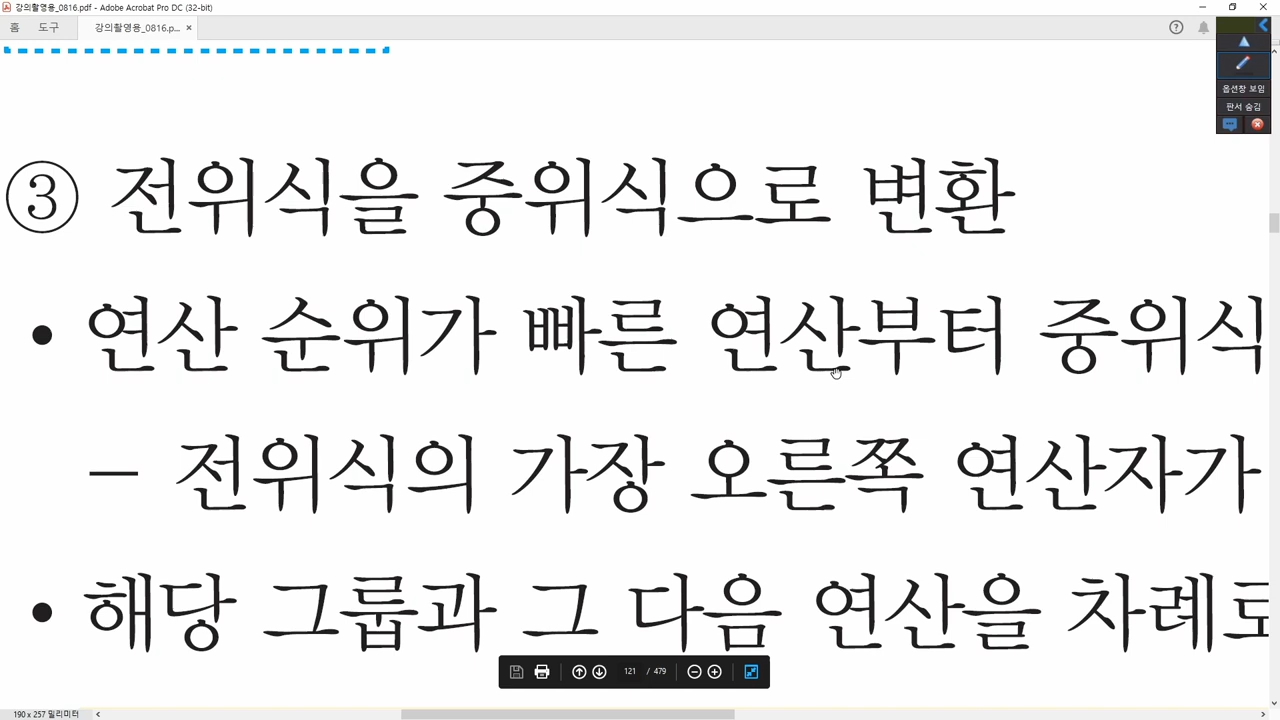 강의촬영용_0816.pdf - Adobe Acrobat Pro DC (32-bit)
홈 도구 강의촬영용_0816.p... ×
옵션창 보임
판서 숨김
③ 전위식을 중위식으로 변환
• 연산 순위가 빠른 연산부터 중위식
– 전위식의 가장 오른쪽 연산자가
• 해당 그룹과 그 다음 연산을 차례로
121 / 479
190 x 257 밀리미터